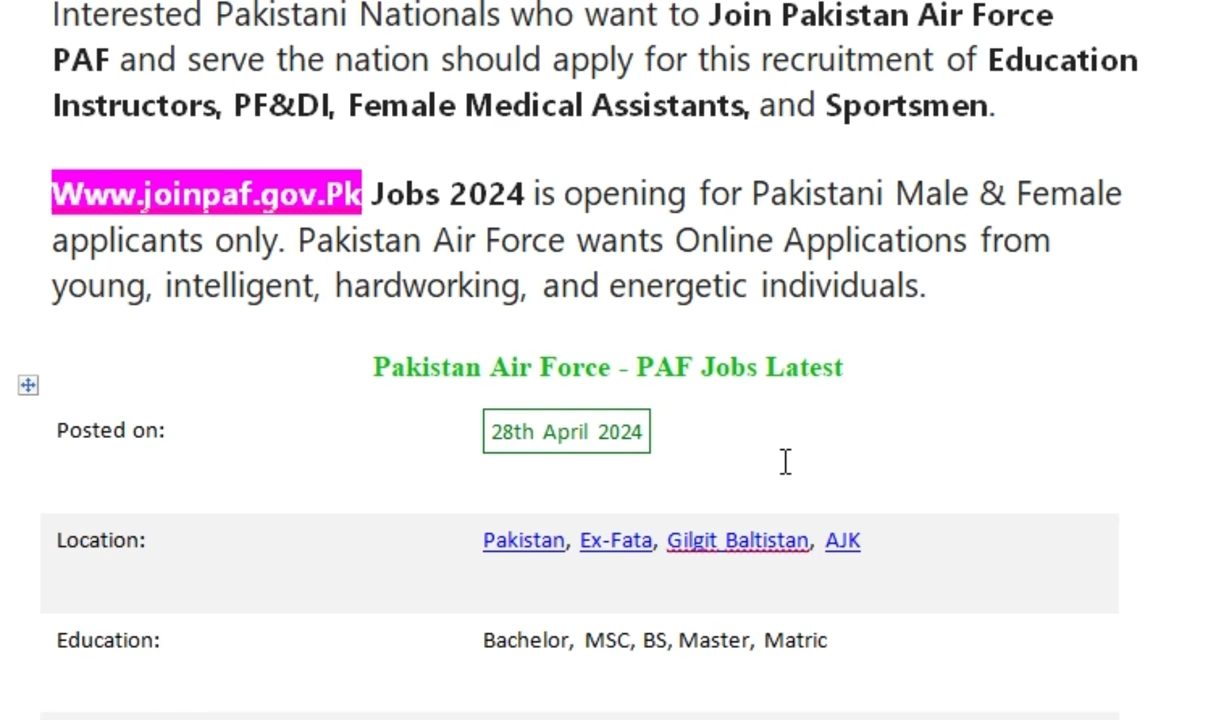 Interested Pakistani Nationals who want to Join Pakistan Air Force
PAF and serve the nation should apply for this recruitment of Education
Instructors, PF&DI, Female Medical Assistants, and Sportsmen.
Www.joinpaf.gov.Pk Jobs 2024 is opening for Pakistani Male & Female
applicants only. Pakistan Air Force wants Online Applications from
young, intelligent, hardworking, and energetic individuals.
Pakistan Air Force - PAF Jobs Latest
Posted on: 28th April 2024
Location: Pakistan, Ex-Fata, Gilgit Baltistan, AJK
Education: Bachelor, MSC, BS, Master, Matric